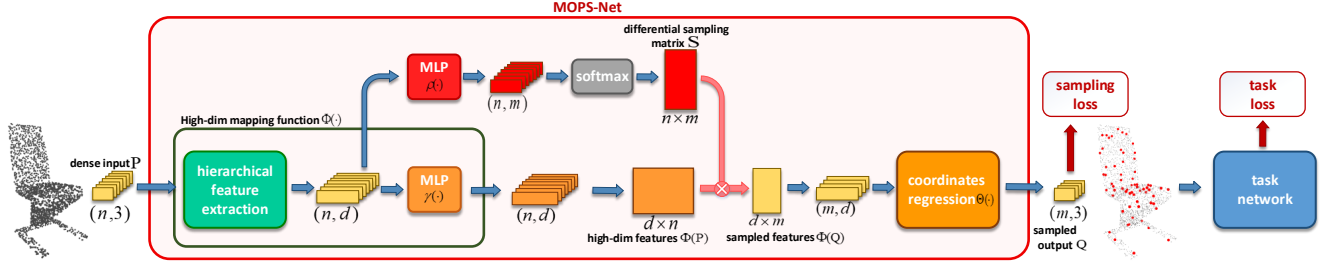 MOPS-Net
differential sampling
matrix S
MLP
ρ(·)
(n, m)
softmax
n × m
sampling
loss
task
loss
High-dim mapping function Φ(·)
dense input P
(n,3)
hierarchical
feature
extraction
(n, d)
MLP
γ(·)
(n, d)
d × n
high-dim features Φ(P)
d × m
sampled features Φ(Q)
(m, d)
coordinates
regression Θ(·)
(m,3)
sampled
output Q
task
network